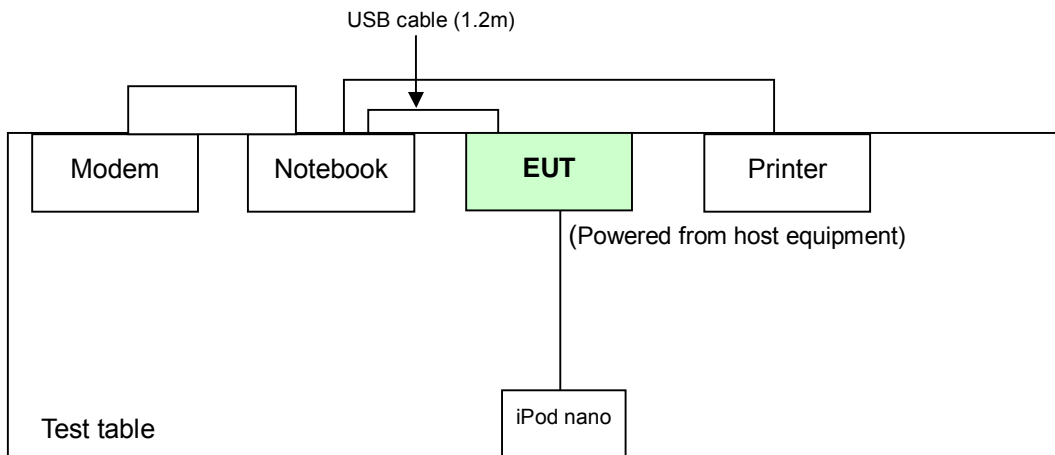 USB cable (1.2m)
Modem
Notebook
EUT
Printer
(Powered from host equipment)
iPod nano
Test table